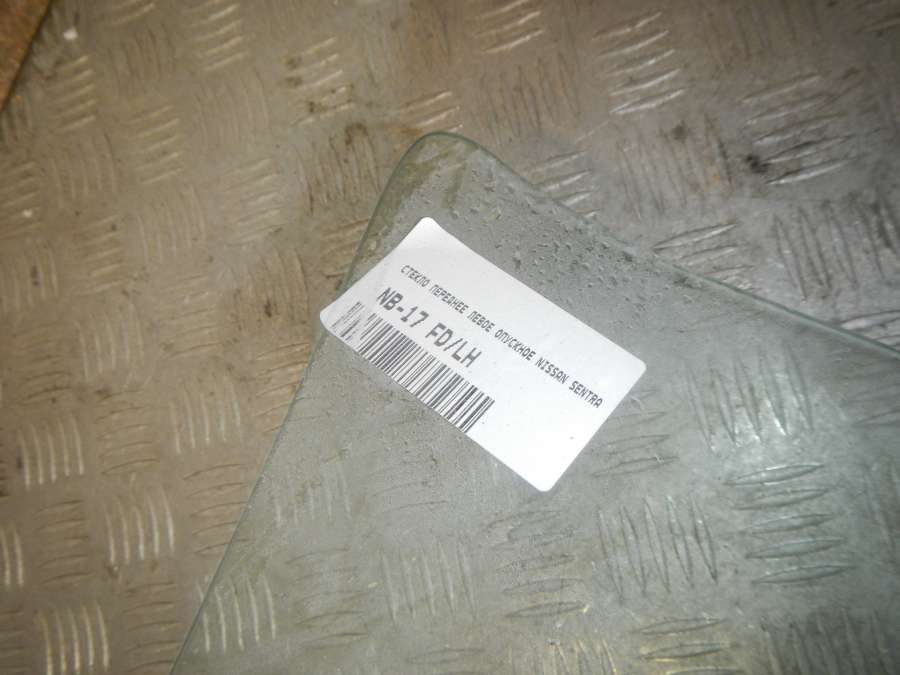 СТЕКЛО ПЕРЕДНЕЕ ЛЕВОЕ ОПУСКНОЕ NISSAN SENTRA
NB-17 FD/LH